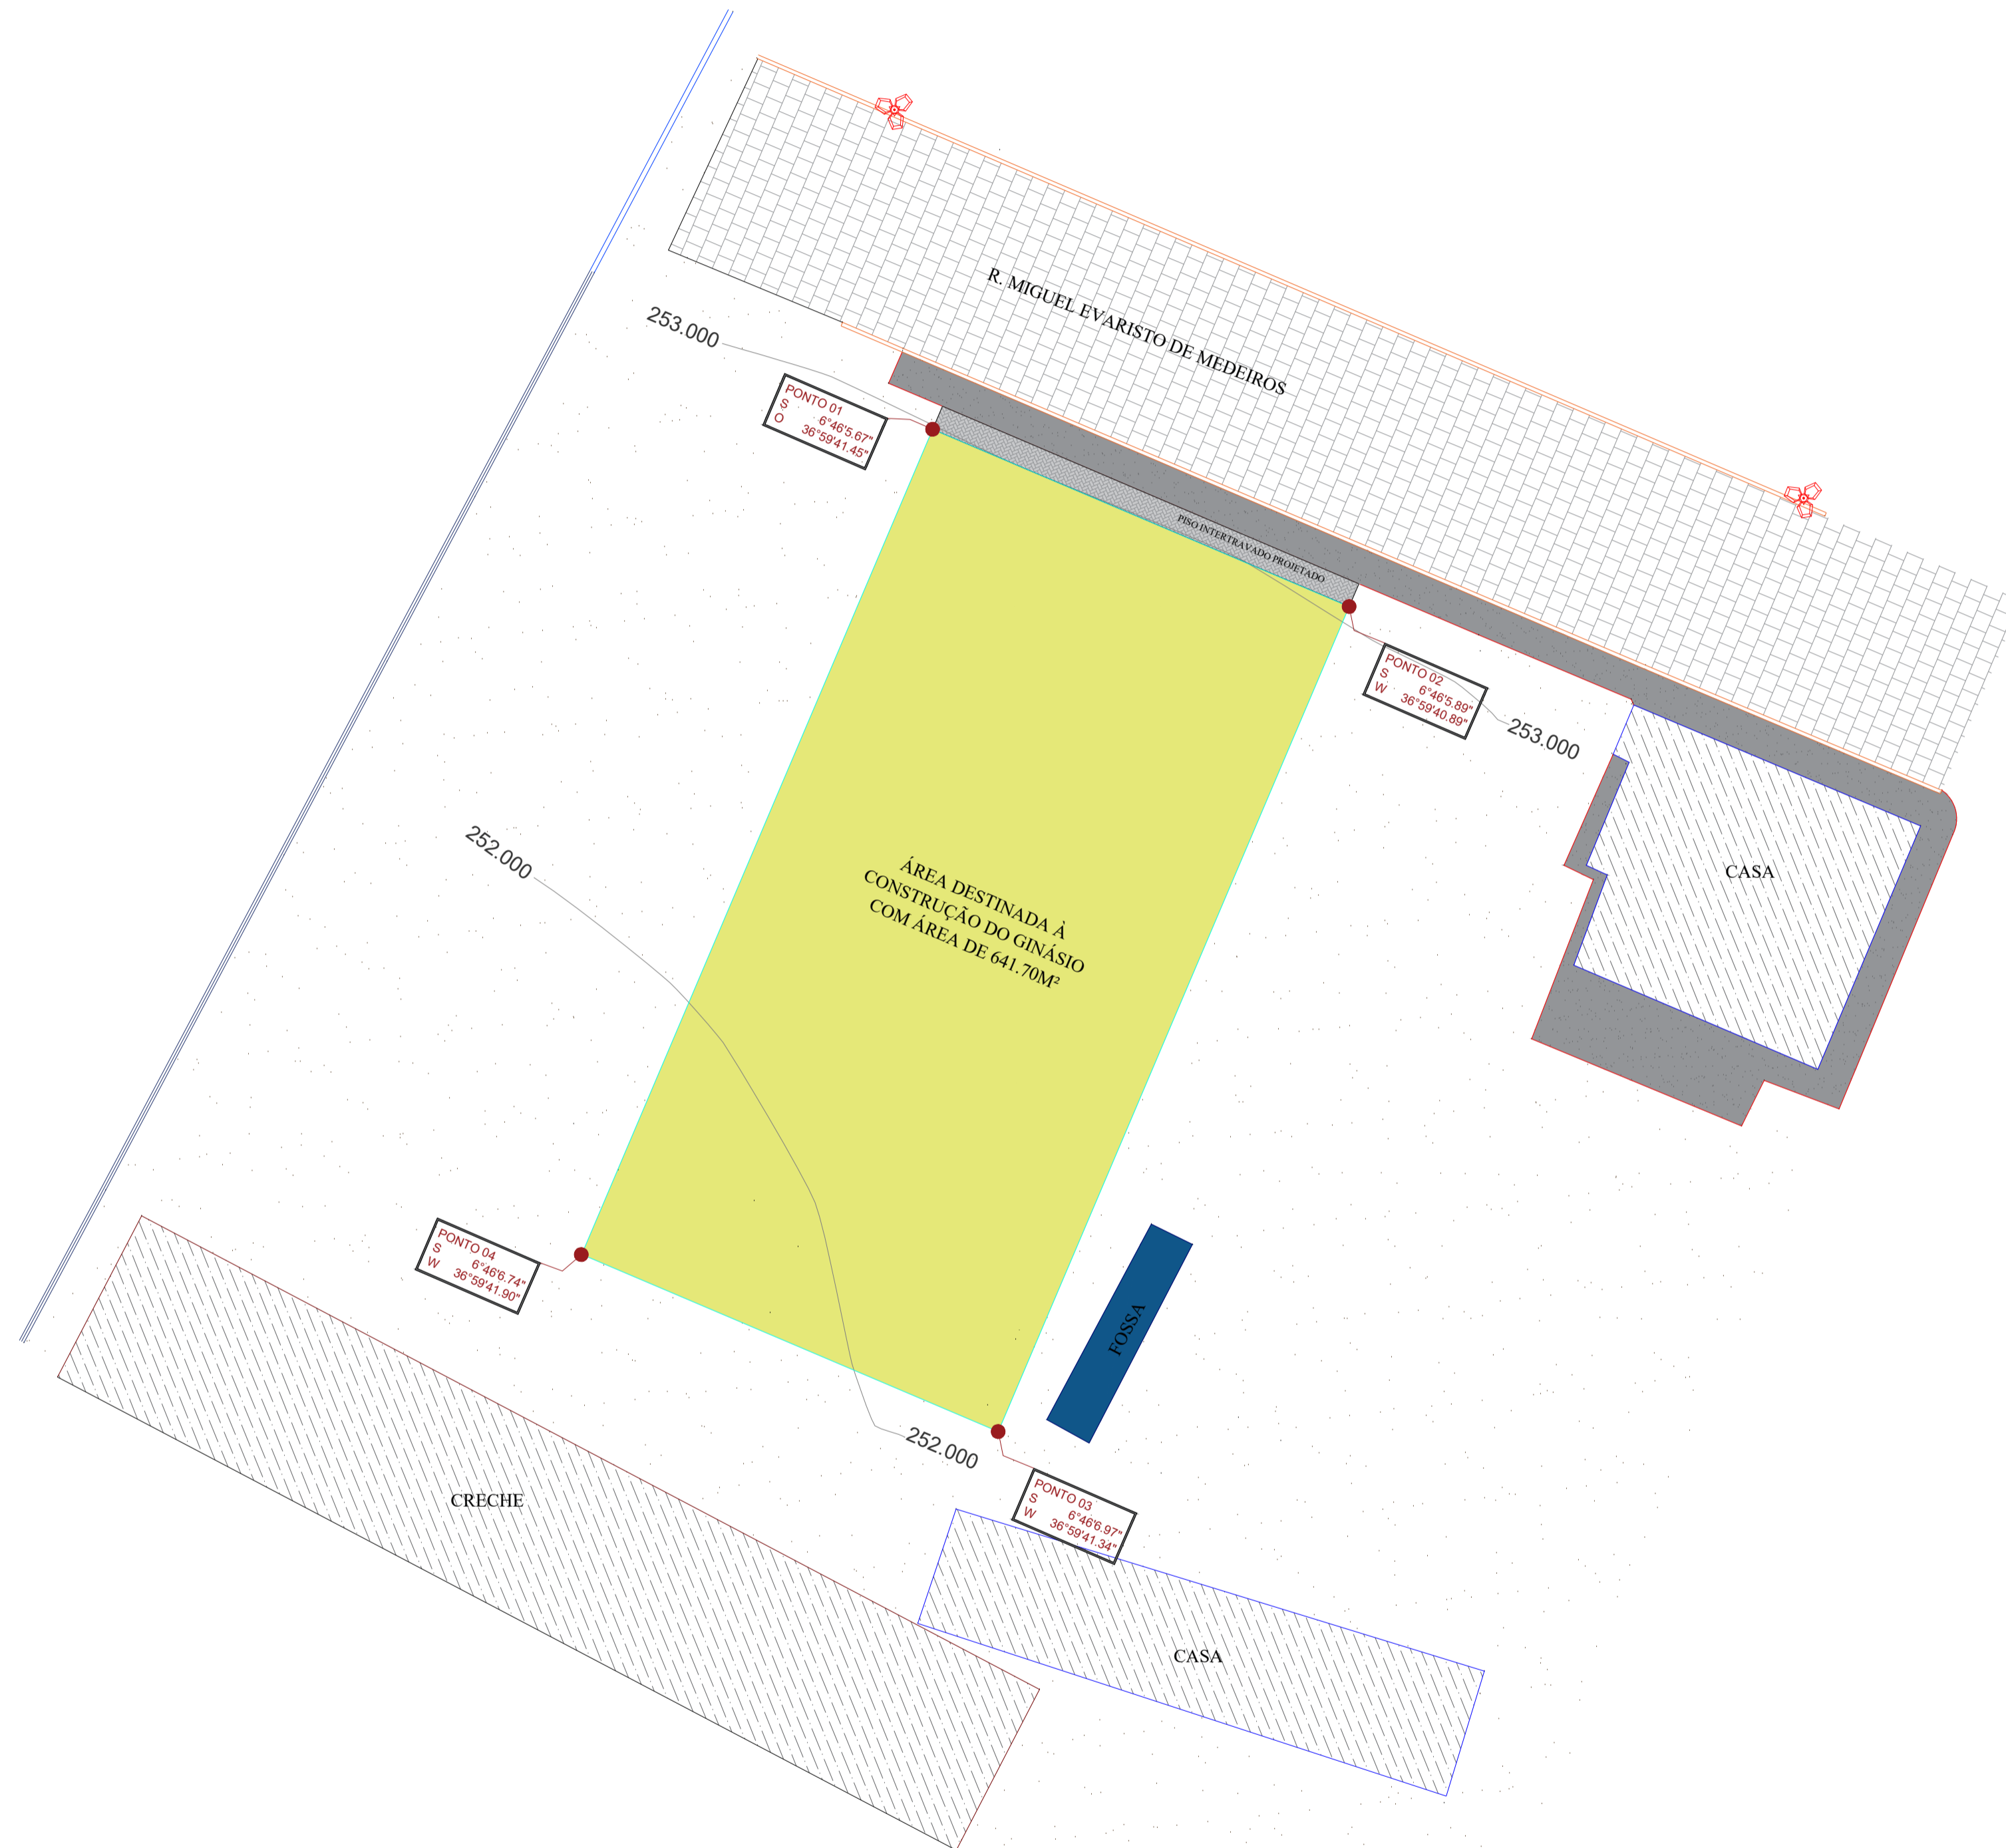 R. MIGUEL EVARISTO DE MEDEIROS
253.000
PONTO 01
S 6°46'5.67"
O 36°59'41.45"
PISO INTERTRAVADO PROJETADO
PONTO 02
S 6°46'5.89"
W 36°59'40.89"
253.000
252.000
ÁREA DESTINADA À
CONSTRUÇÃO DO GINÁSIO
COM ÁREA DE 641.70M²
CASA
PONTO 04
S 6°46'6.74"
W 36°59'41.90"
FOSSA
252.000
PONTO 03
S 6°46'6.97"
W 36°59'41.34"
CRECHE
CASA